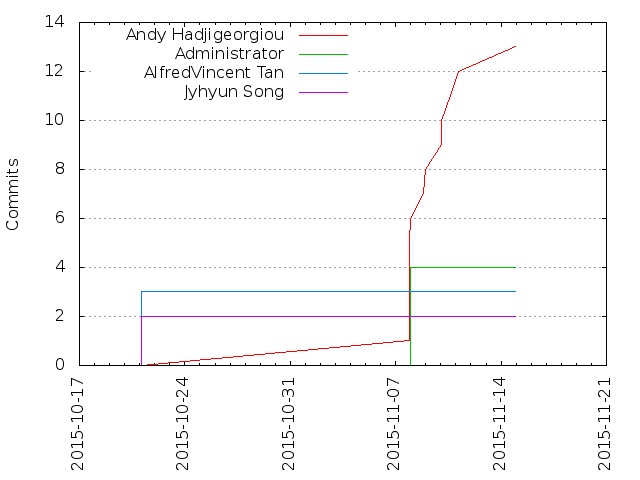 14
12
10
8
6
4
2
0
Commits
Andy Hadjigeorgiou
Administrator
AlfredVincent Tan
Jyhyun Song
2015-10-17
2015-10-24
2015-10-31
2015-11-07
2015-11-14
2015-11-21